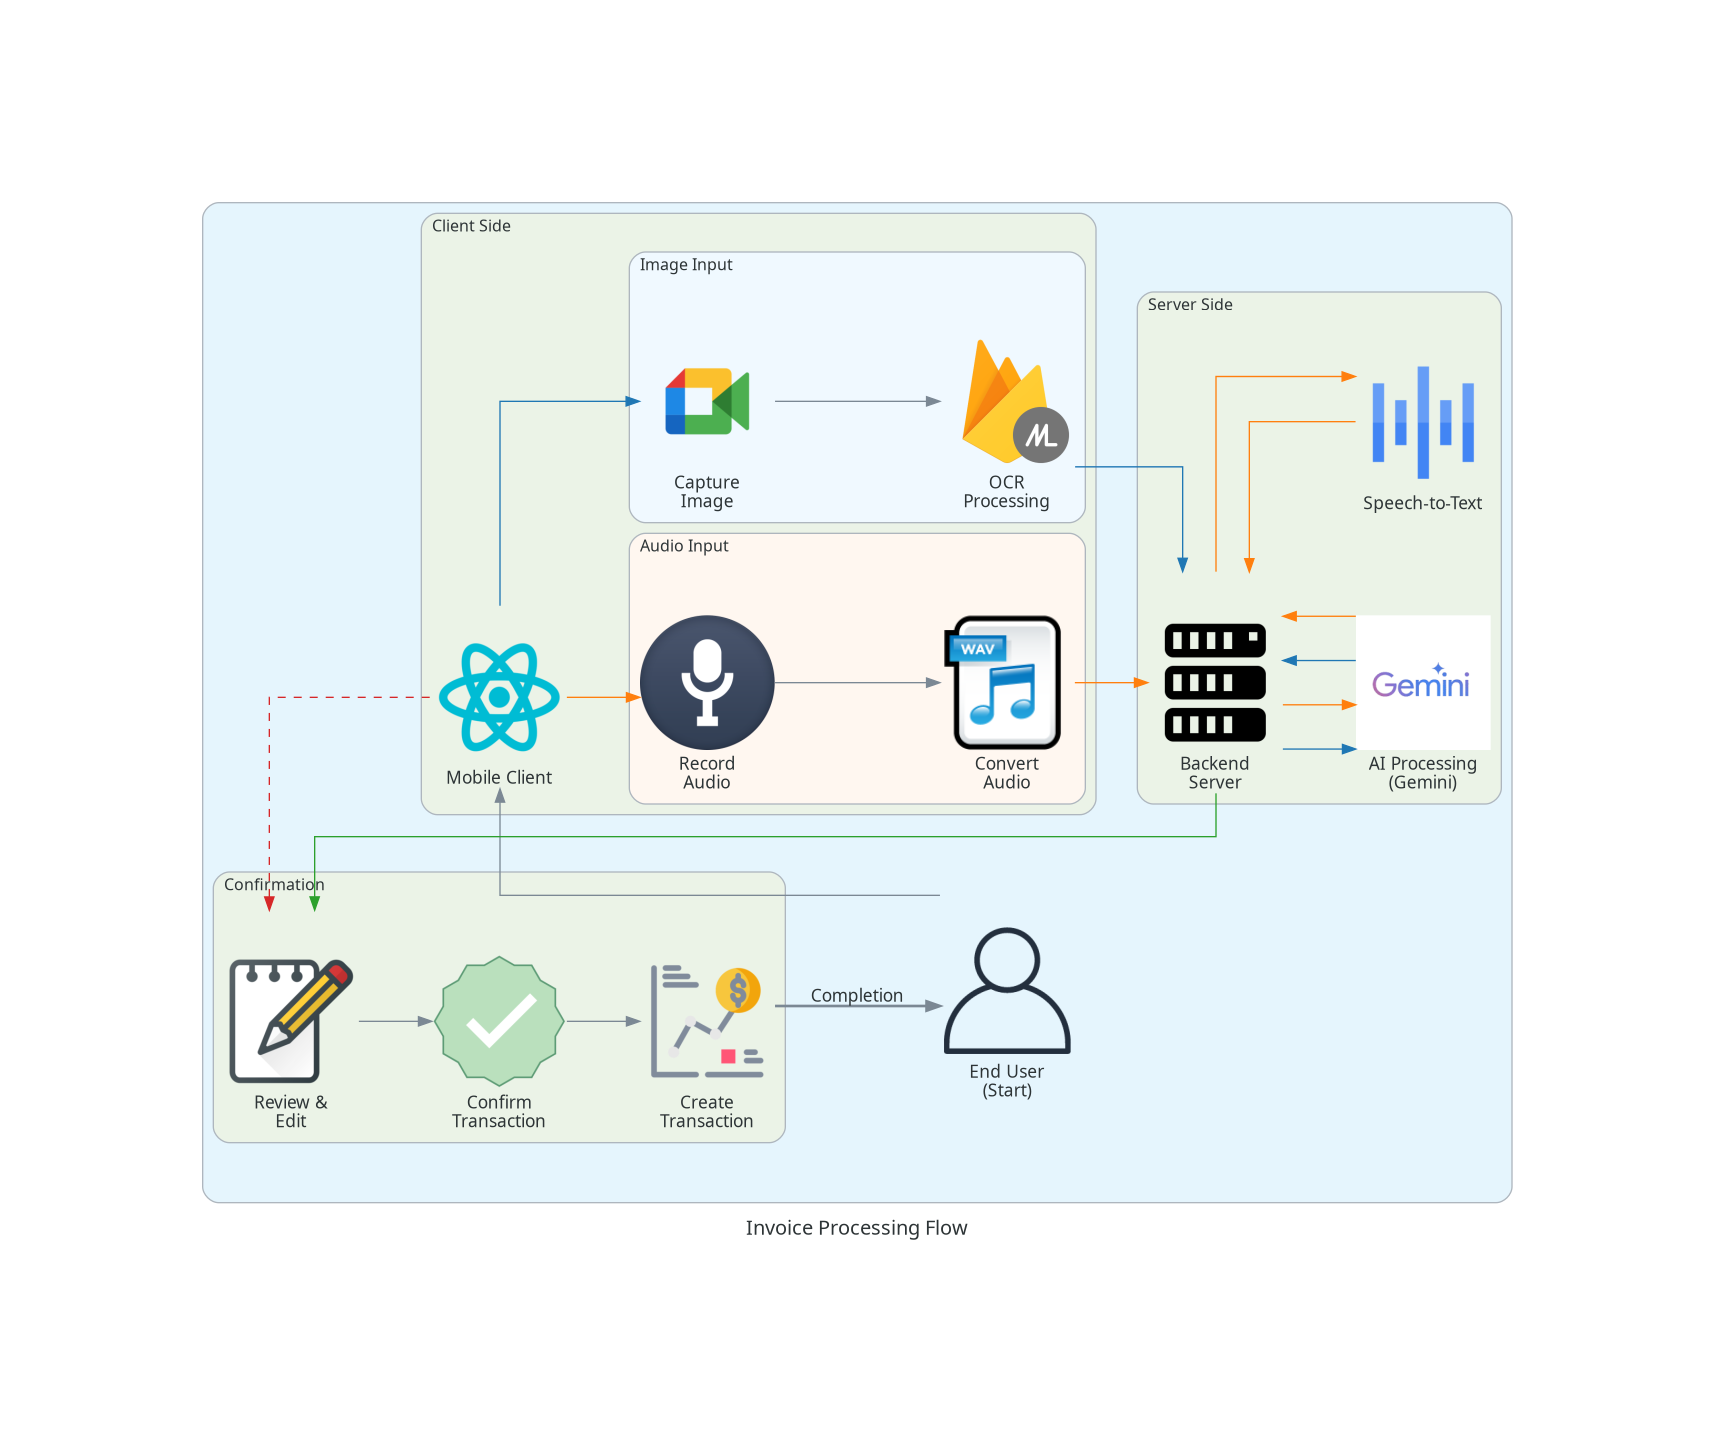 Client Side
Image Input
Server Side
Capture
Image
OCR
Processing
ML
Speech-to-Text
Audio Input
WAV
Gemini
Mobile Client
Record
Audio
Convert
Audio
Backend
Server
AI Processing
(Gemini)
Confirmation
Completion
Review &
Edit
Confirm
Transaction
Create
Transaction
$
End User
(Start)
Invoice Processing Flow